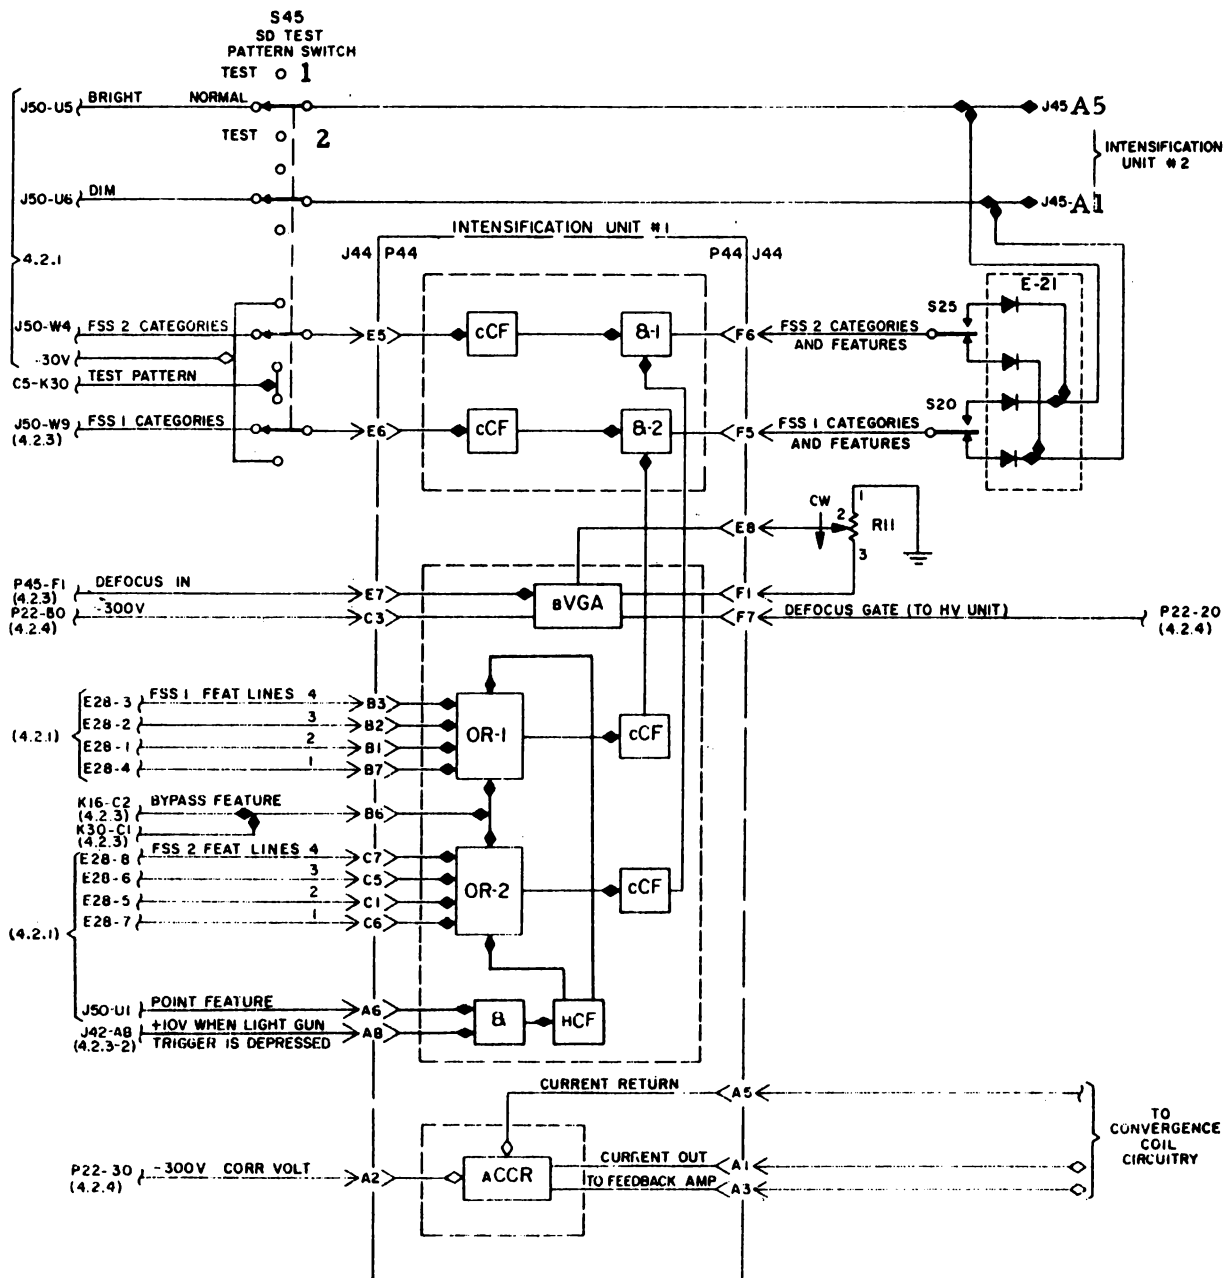 S45
SD TEST
PATTERN SWITCH
TEST 1
J50-U5 BRIGHT NORMAL
J45 A5
TEST 2
INTENSIFICATION
UNIT #2
J50-U6 DIM
J45-A1
INTENSIFICATION UNIT #1
J44 P44
P44 J44
4.2.1
E-21
S25
J50-W4 FSS 2 CATEGORIES
E5
cCF
&-1
F6
FSS 2 CATEGORIES
AND FEATURES
-30V
C5-K30 TEST PATTERN
S20
J50-W9 FSS 1 CATEGORIES
(4.2.3)
E6
cCF
&-2
F5
FSS 1 CATEGORIES
AND FEATURES
CW
1
2
R11
3
E8
P45-F1 DEFOCUS IN
(4.2.3)
E7
BVGA
F1
P22-80 -300V
(4.2.4)
C3
F7
DEFOCUS GATE (TO HV UNIT)
P22-20
(4.2.4)
E28-3 FSS 1 FEAT LINES 4 B3
E28-2 3 B2
(4.2.1)
OR-1
cCF
E28-1 2 B1
E28-4 1 B7
K16-C2 BYPASS FEATURE
(4.2.3)
B6
K30-C1
(4.2.3)
E28-8 FSS 2 FEAT LINES 4 C7
E28-6 3 C5
OR-2
cCF
E28-5 2 C1
E28-7 1 C6
(4.2.1)
J50-U1 POINT FEATURE A6
&
HCF
J42-A8 +10V WHEN LIGHT GUN A8
(4.2.3-2) TRIGGER IS DEPRESSED
CURRENT RETURN A5
TO
CONVERGENCE
COIL
CIRCUITRY
P22-30 -300V CORR VOLT A2
(4.2.4)
ACCR
CURRENT OUT A1
TO FEEDBACK AMP A3